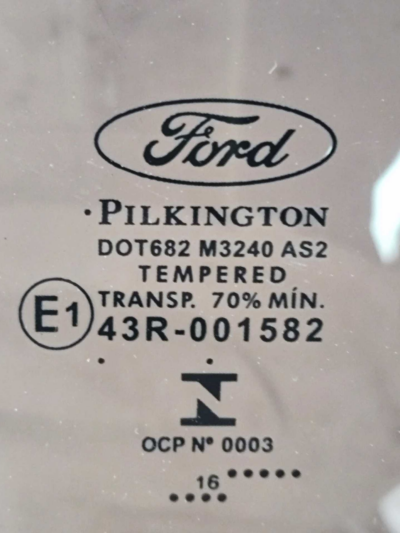 Ford
PILKINGTON
DOT682 M3240 AS2
TEMPERED
TRANSP. 70% MÍN.
E1 43R-001582
N
OCP Nº 0003
16